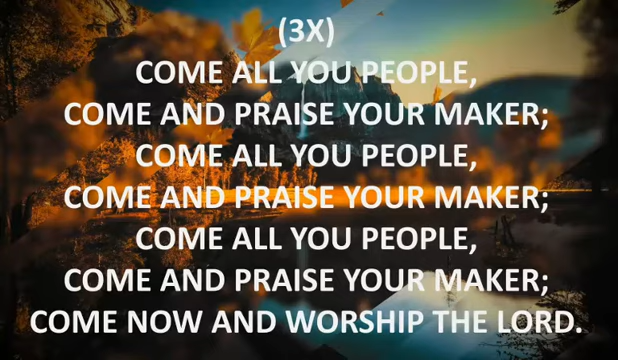 (3X)
COME ALL YOU PEOPLE,
COME AND PRAISE YOUR MAKER;
COME ALL YOU PEOPLE,
COME AND PRAISE YOUR MAKER;
COME ALL YOU PEOPLE,
COME AND PRAISE YOUR MAKER;
COME NOW AND WORSHIP THE LORD.